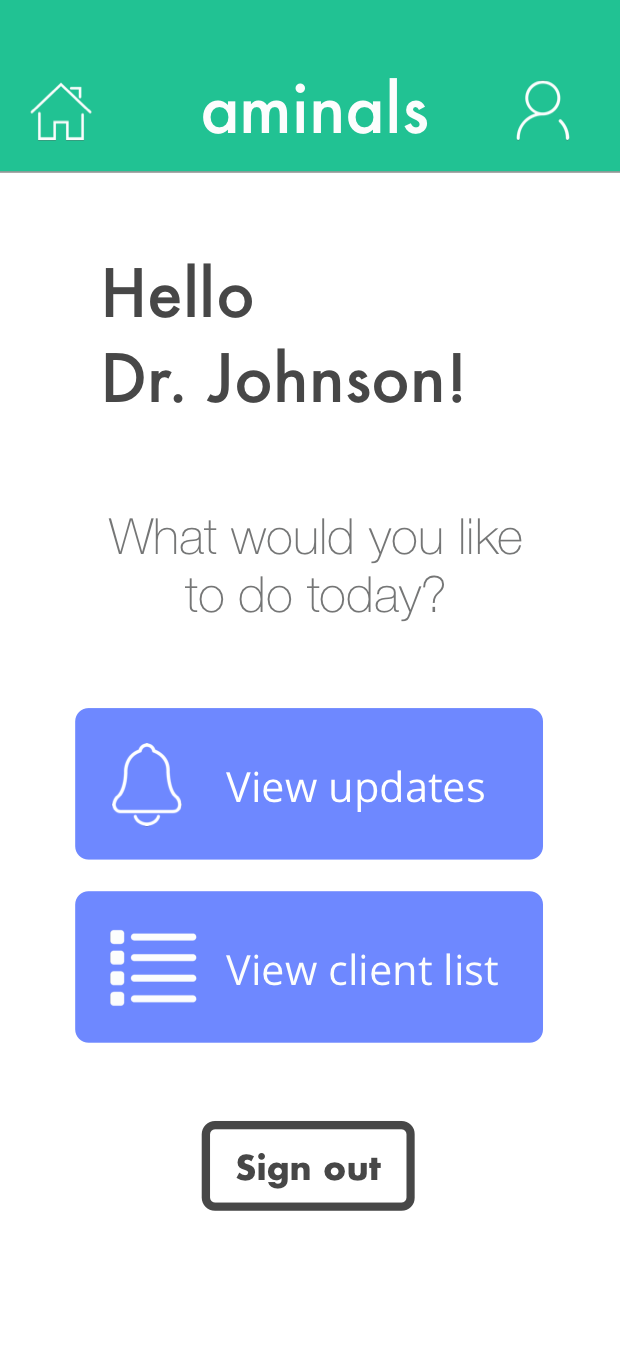 aminals
Hello
Dr. Johnson!
What would you like
to do today?
View updates
View client list
Sign out